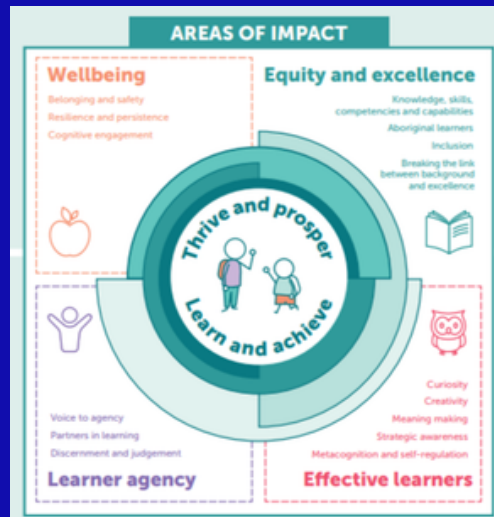 AREAS OF IMPACT
Wellbeing
Belonging and safety
Resilience and persistence
Cognitive engagement
Equity and excellence
Knowledge, skills,
competencies and capabilities
Aboriginal learners
Inclusion
Breaking the link
between background
and excellence
Thrive and prosper
Learn and achieve
Voice to agency
Partners in learning
Discernment and judgement
Learner agency
Curiosity
Creativity
Meaning making
Strategic awareness
Metacognition and self-regulation
Effective learners